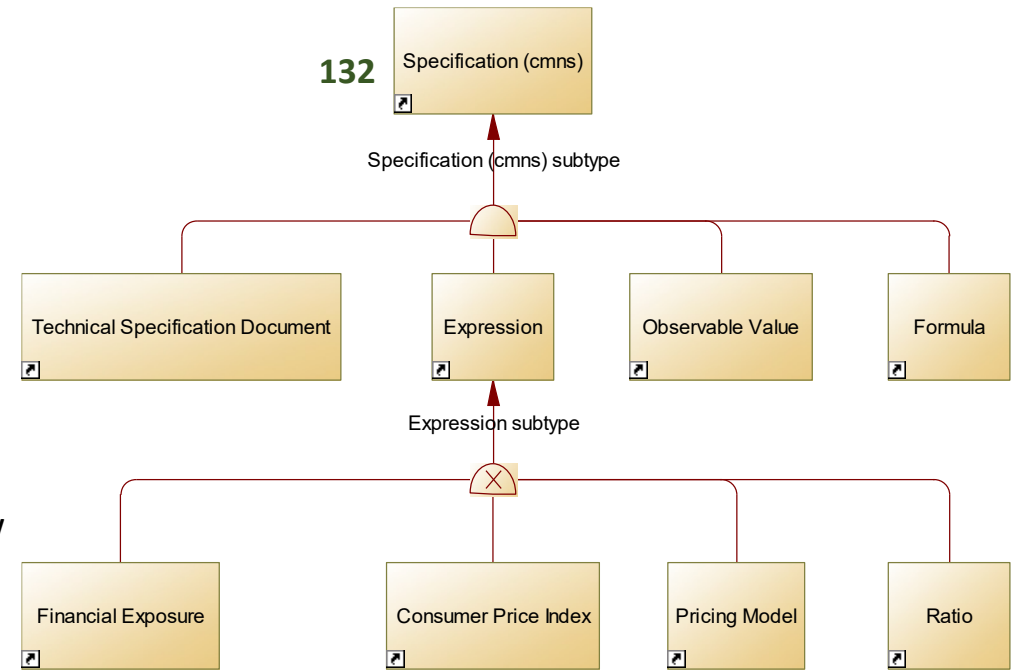 132
Specification (cmns)
Specification (cmns) subtype
Technical Specification Document
Expression
Observable Value
Formula
Expression subtype
Financial Exposure
Consumer Price Index
Pricing Model
Ratio